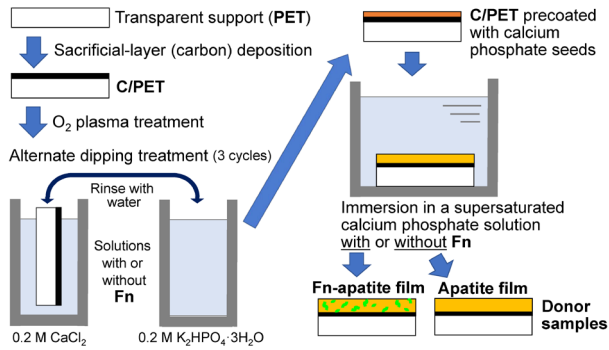 Transparent support (PET)
Sacrificial-layer (carbon) deposition
C/PET
O₂ plasma treatment
Alternate dipping treatment (3 cycles)
Rinse with
water
Solutions
with or
without
Fn
0.2 M CaCl₂
0.2 M K₂HPO₄·3H₂O
C/PET precoated
with calcium
phosphate seeds
Immersion in a supersaturated
calcium phosphate solution
with or without Fn
Fn-apatite film
Apatite film
Donor
samples